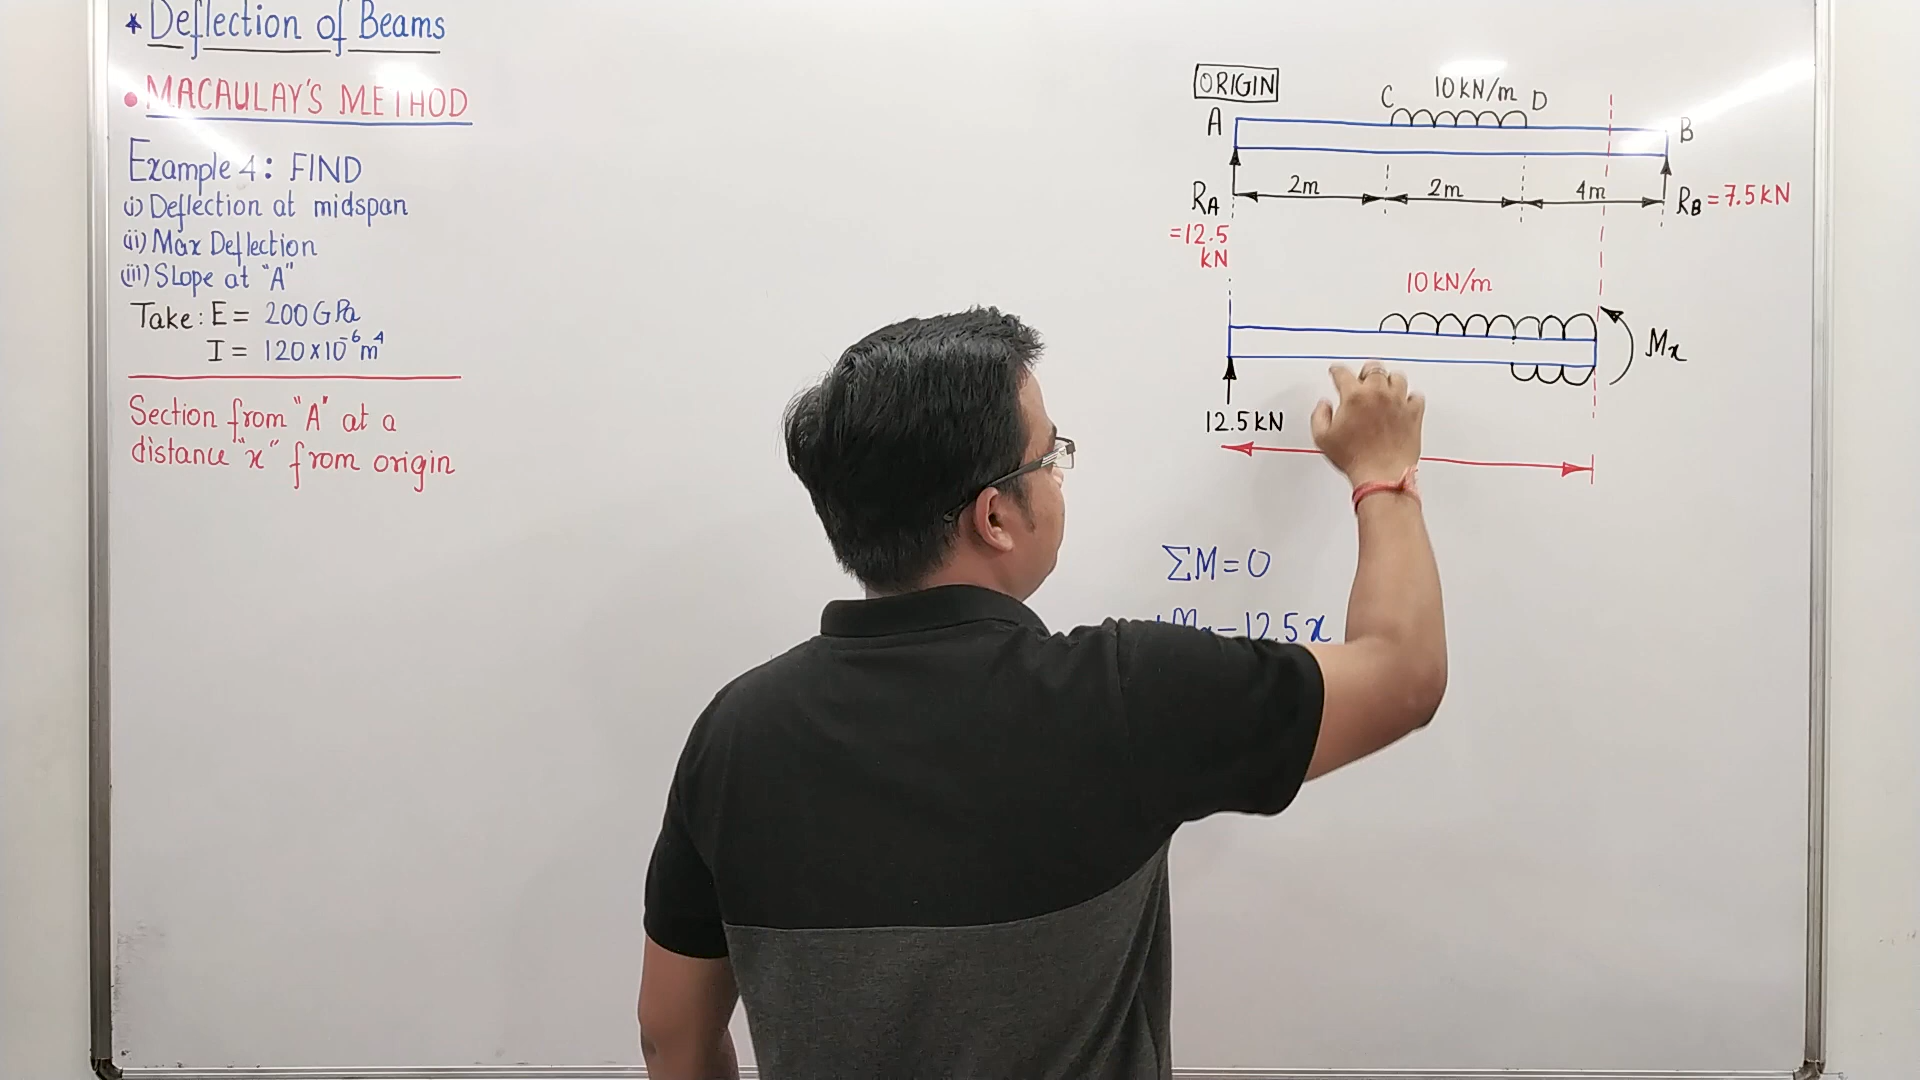 * Deflection of Beams
• MACAULAY'S METHOD
Example 4: FIND
(i) Deflection at midspan
(ii) Max Deflection
(iii) Slope at "A"
Take: E = 200 GPa
I = 120×10⁻⁶m⁴
Section from "A" at a
distance "x" from origin
ORIGIN
C 10 kN/m D
A B
2m 2m 4m
RA RB = 7.5 kN
= 12.5
kN
10 kN/m
Mx
12.5 kN
ΣM = 0
+Mx - 12.5x